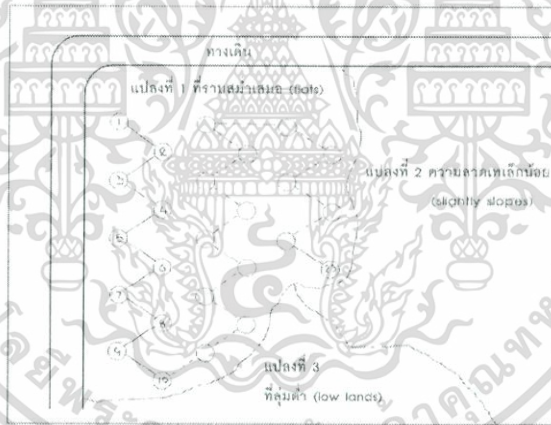 ทางเดิน
แปลงที่ 1 ที่ราบสม่ำเสมอ (flats)
1
2
3
แปลงที่ 2 ความลาดเทเล็กน้อย
(slightly slopes)
4
5
6
7
8
9
10
แปลงที่ 3
ที่ลุ่มต่ำ (low lands)